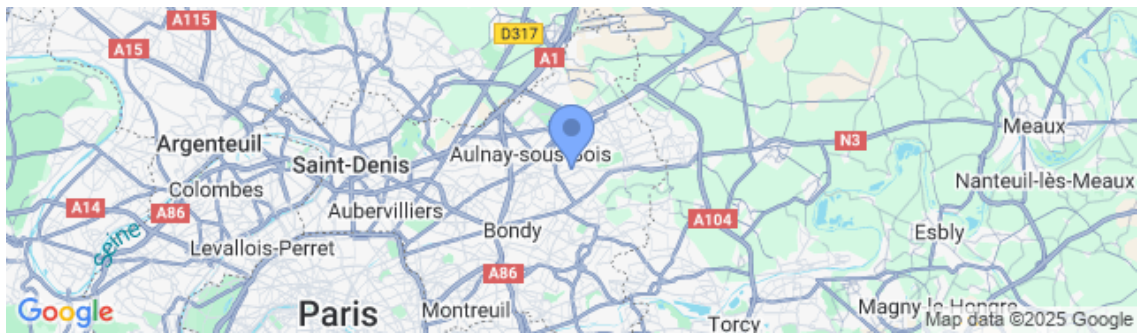 A115
D317
A15
A1
Argenteuil
Saint-Denis
Aulnay-sous-Bois
N3
Meaux
Colombes
Nanteuil-lès-Meaux
A14
A86
Aubervilliers
A104
Seine
Levallois-Perret
Bondy
Esbly
A86
Google
Paris
Montreuil
Torcy
Magny-le-Hongre
Map data ©2025 Google